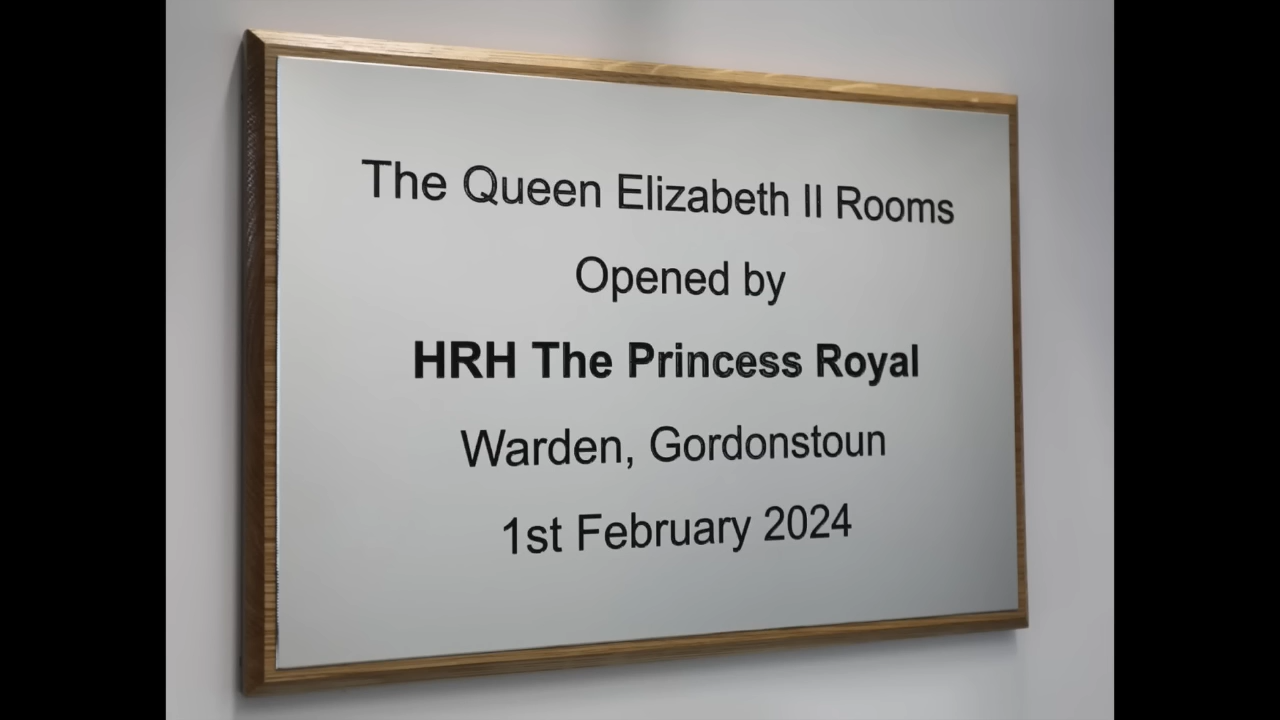 The Queen Elizabeth II Rooms
Opened by
HRH The Princess Royal
Warden, Gordonstoun
1st February 2024